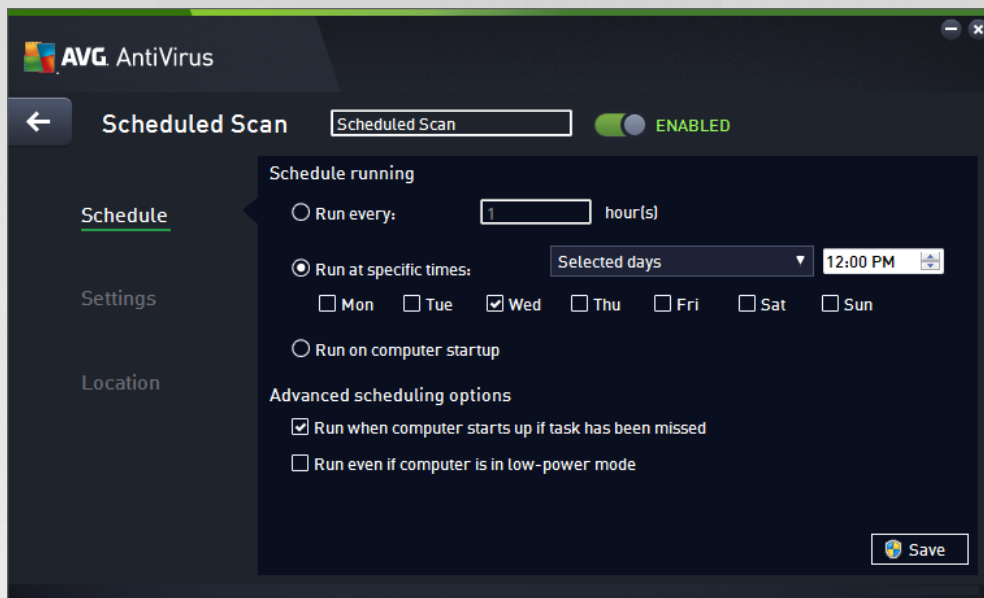 AVG. AntiVirus
Scheduled Scan Scheduled Scan ENABLED
Schedule
Settings
Location
Schedule running
Run every: 1 hour(s)
Run at specific times: Selected days 12:00 PM
Mon Tue Wed Thu Fri Sat Sun
Run on computer startup
Advanced scheduling options
Run when computer starts up if task has been missed
Run even if computer is in low-power mode
Save